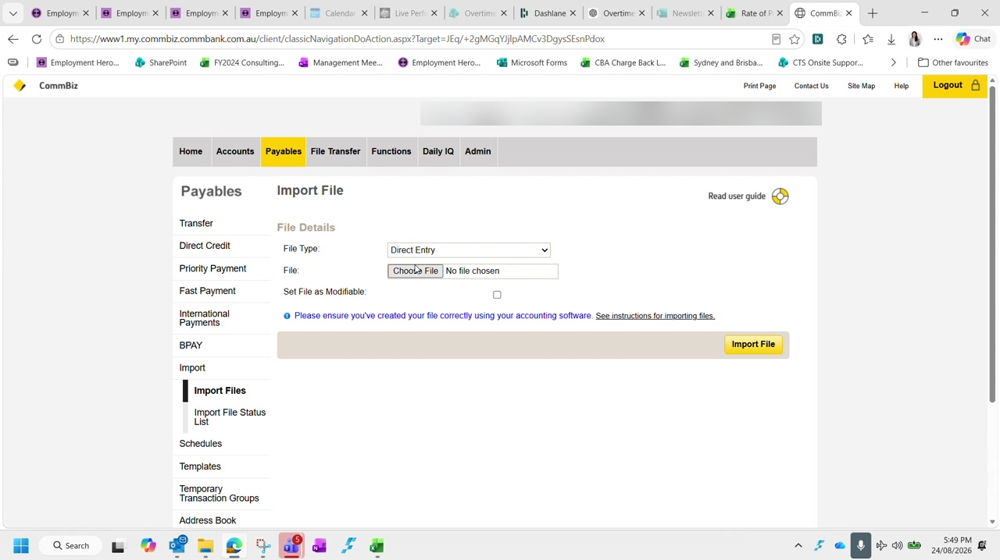 Employm
Employm
Employm
Employm
Calendar
Live Perfo
Overtime
Dashlane
Overtime
Newslett
Rate of P
CommBiz
https://www1.my.commbiz.commbank.com.au/client/classicNavigationDoAction.aspx?Target=JEq/+2gMGqYJjlpAMCv3DgysSEsnPdox
Chat
Employment Hero...
SharePoint
FY2024 Consulting...
Management Mee...
Employment Hero...
Microsoft Forms
CBA Charge Back L...
Sydney and Brisba...
CTS Onsite Suppor...
Other favourites
CommBiz
Print Page
Contact Us
Site Map
Help
Logout
Home
Accounts
Payables
File Transfer
Functions
Daily IQ
Admin
Payables
Import File
Read user guide
Transfer
File Details
Direct Credit
File Type:
Direct Entry
Priority Payment
File:
Choose File No file chosen
Fast Payment
Set File as Modifiable:
International
Payments
Please ensure you've created your file correctly using your accounting software. See instructions for importing files.
BPAY
Import File
Import
Import Files
Import File Status
List
Schedules
Templates
Temporary
Transaction Groups
Address Book
Search
5
5:49 PM
24/08/2026